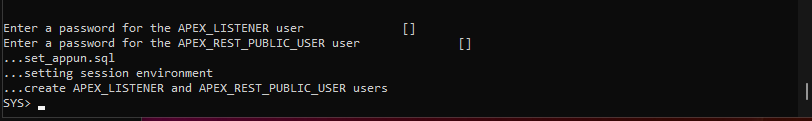 Enter a password for the APEX_LISTENER user              []
Enter a password for the APEX_REST_PUBLIC_USER user              []
...set_appun.sql
...setting session environment
...create APEX_LISTENER and APEX_REST_PUBLIC_USER users
SYS>